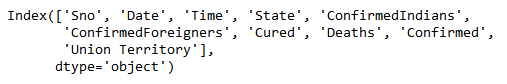 Index(['Sno', 'Date', 'Time', 'State', 'ConfirmedIndians',
'ConfirmedForeigners', 'Cured', 'Deaths', 'Confirmed',
'Union Territory'],
dtype='object')